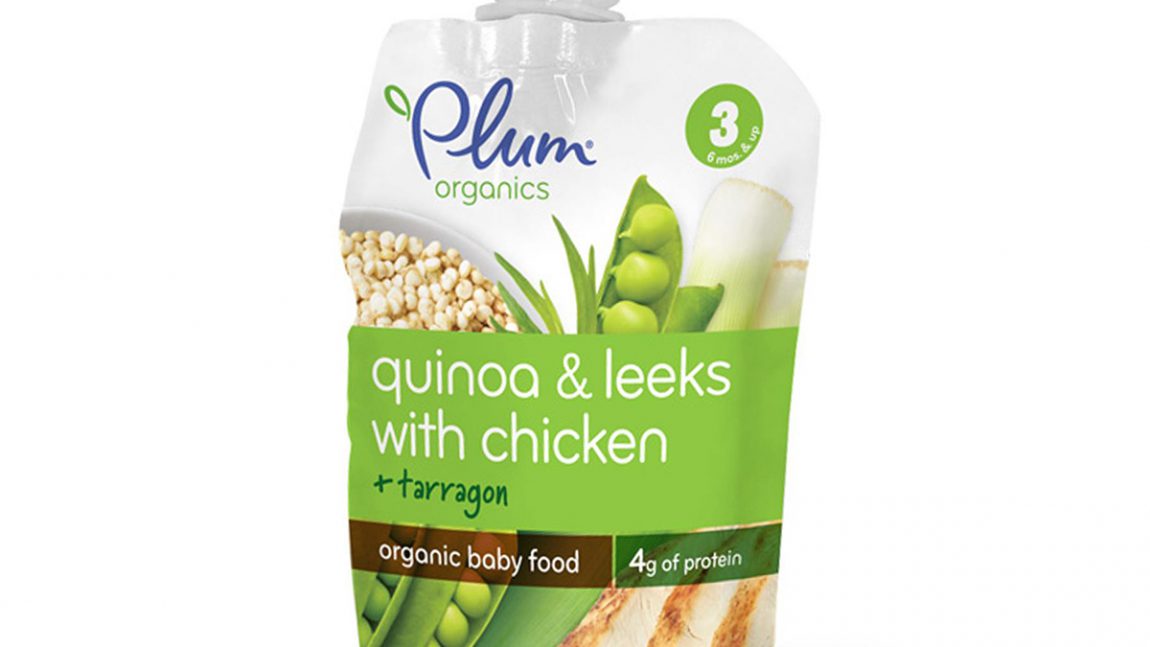 Plum®
organics
3
6 mos. & up
quinoa & leeks
with chicken
+ tarragon
organic baby food
4g of protein